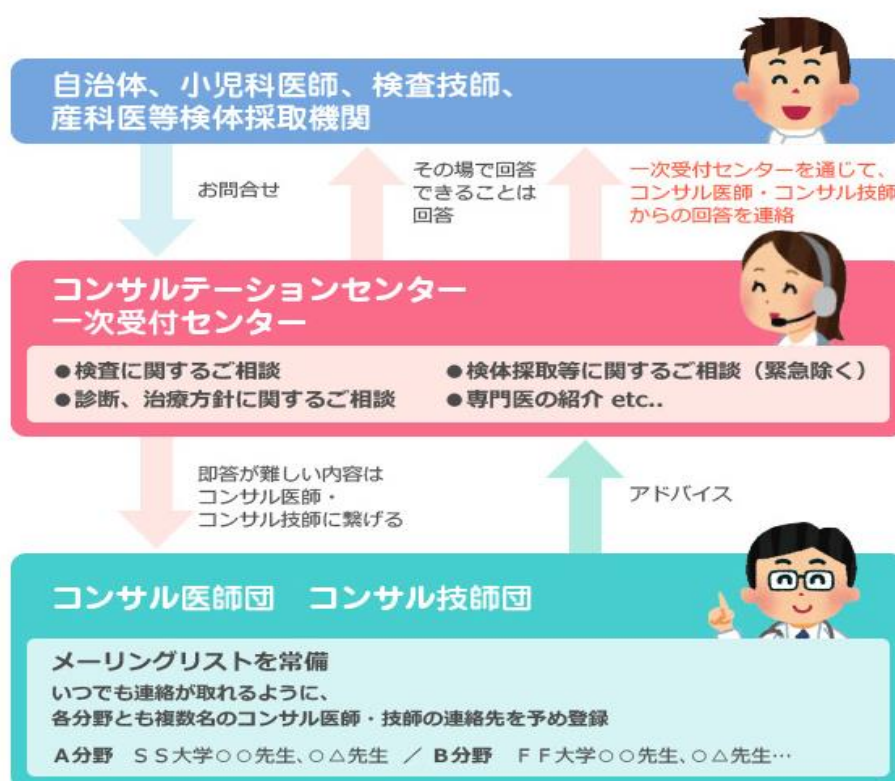 自治体、小児科医師、検査技師、
産科医等検体採取機関
お問合せ
その場で回答
できることは
回答
一次受付センターを通じて、
コンサル医師・コンサル技師
からの回答を連絡
コンサルテーションセンター
一次受付センター
●検査に関するご相談
●検体採取等に関するご相談（緊急除く）
●診断、治療方針に関するご相談
●専門医の紹介 etc..
即答が難しい内容は
コンサル医師・
コンサル技師に繋げる
アドバイス
コンサル医師団　コンサル技師団
メーリングリストを常備
いつでも連絡が取れるように、
各分野とも複数名のコンサル医師・技師の連絡先を予め登録
A分野　ＳＳ大学○○先生、○△先生 ／ B分野　ＦＦ大学○○先生、○△先生…